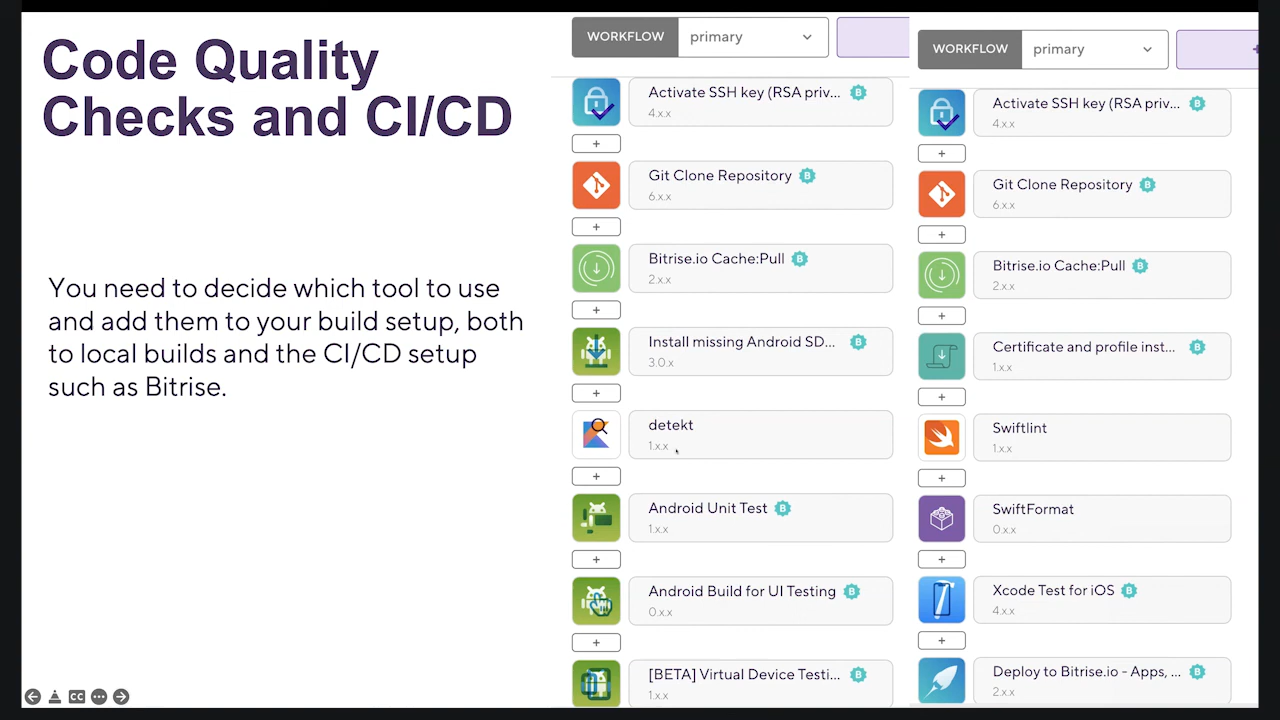 Code Quality
Checks and CI/CD
You need to decide which tool to use
and add them to your build setup, both
to local builds and the CI/CD setup
such as Bitrise.
WORKFLOW primary
Activate SSH key (RSA priv... B
4.x.x
+
Git Clone Repository B
6.x.x
+
Bitrise.io Cache:Pull B
2.x.x
+
Install missing Android SD... B
3.0.x
+
detekt
1.x.x
+
Android Unit Test B
1.x.x
+
Android Build for UI Testing B
0.x.x
+
[BETA] Virtual Device Testi... B
1.x.x
WORKFLOW primary
+
Activate SSH key (RSA priv... B
4.x.x
+
Git Clone Repository B
6.x.x
+
Bitrise.io Cache:Pull B
2.x.x
+
Certificate and profile inst... B
1.x.x
+
Swiftlint
1.x.x
+
SwiftFormat
0.x.x
+
Xcode Test for iOS B
4.x.x
+
Deploy to Bitrise.io - Apps, ... B
2.x.x
CC